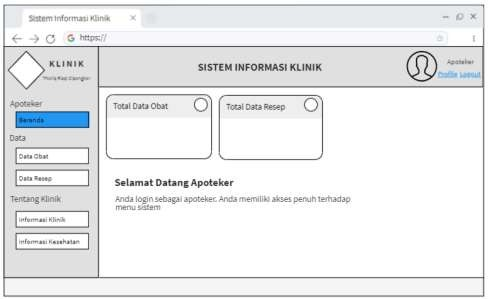 Sistem Informasi Klinik
https://
KLINIK
SISTEM INFORMASI KLINIK
Apoteker
Profile Logout
Apoteker
Beranda
Data
Data Obat
Data Resep
Tentang Klinik
Informasi Klinik
Informasi Kesehatan
Total Data Obat
Total Data Resep
Selamat Datang Apoteker
Anda login sebagai apoteker. Anda memiliki akses penuh terhadap
menu sistem